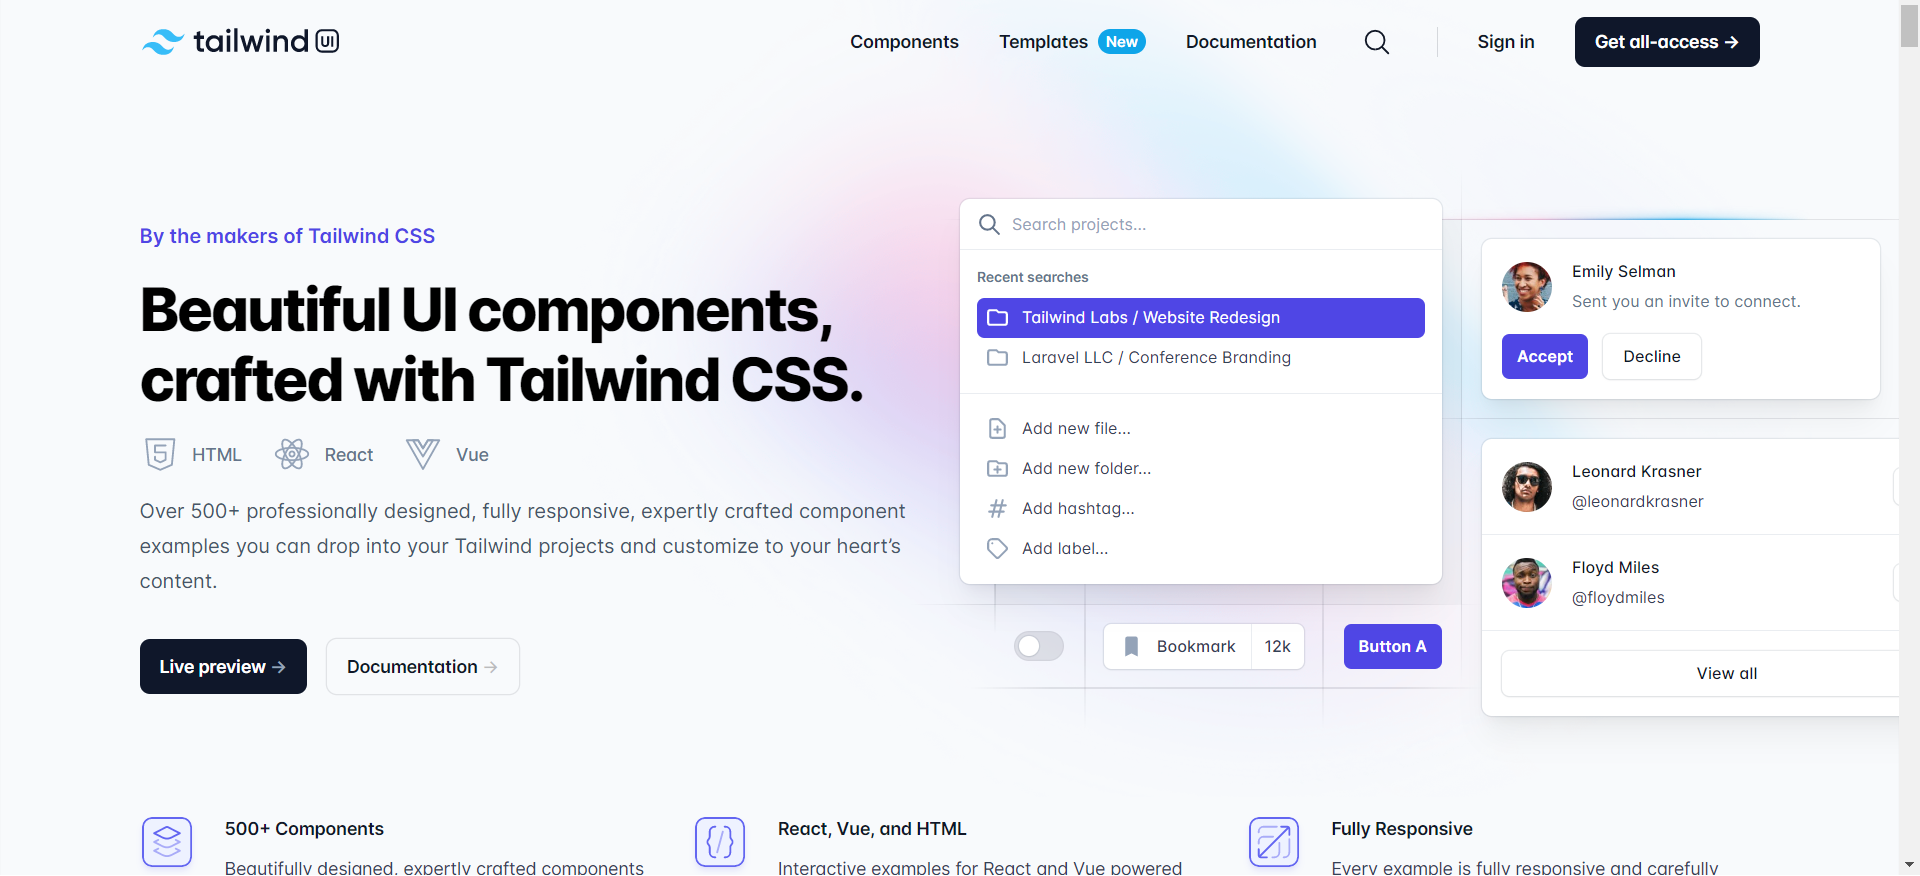 tailwind UI
Components
Templates New
Documentation
Sign in
Get all-access →
By the makers of Tailwind CSS
Beautiful UI components,
crafted with Tailwind CSS.
HTML
React
Vue
Over 500+ professionally designed, fully responsive, expertly crafted component
examples you can drop into your Tailwind projects and customize to your heart’s
content.
Live preview →
Documentation →
Search projects...
Recent searches
Tailwind Labs / Website Redesign
Laravel LLC / Conference Branding
Add new file...
Add new folder...
Add hashtag...
Add label...
Bookmark 12k
Button A
Emily Selman
Sent you an invite to connect.
Accept
Decline
Leonard Krasner
@leonardkrasner
Floyd Miles
@floydmiles
View all
500+ Components
Beautifully designed, expertly crafted components
React, Vue, and HTML
Interactive examples for React and Vue powered
Fully Responsive
Every example is fully responsive and carefully